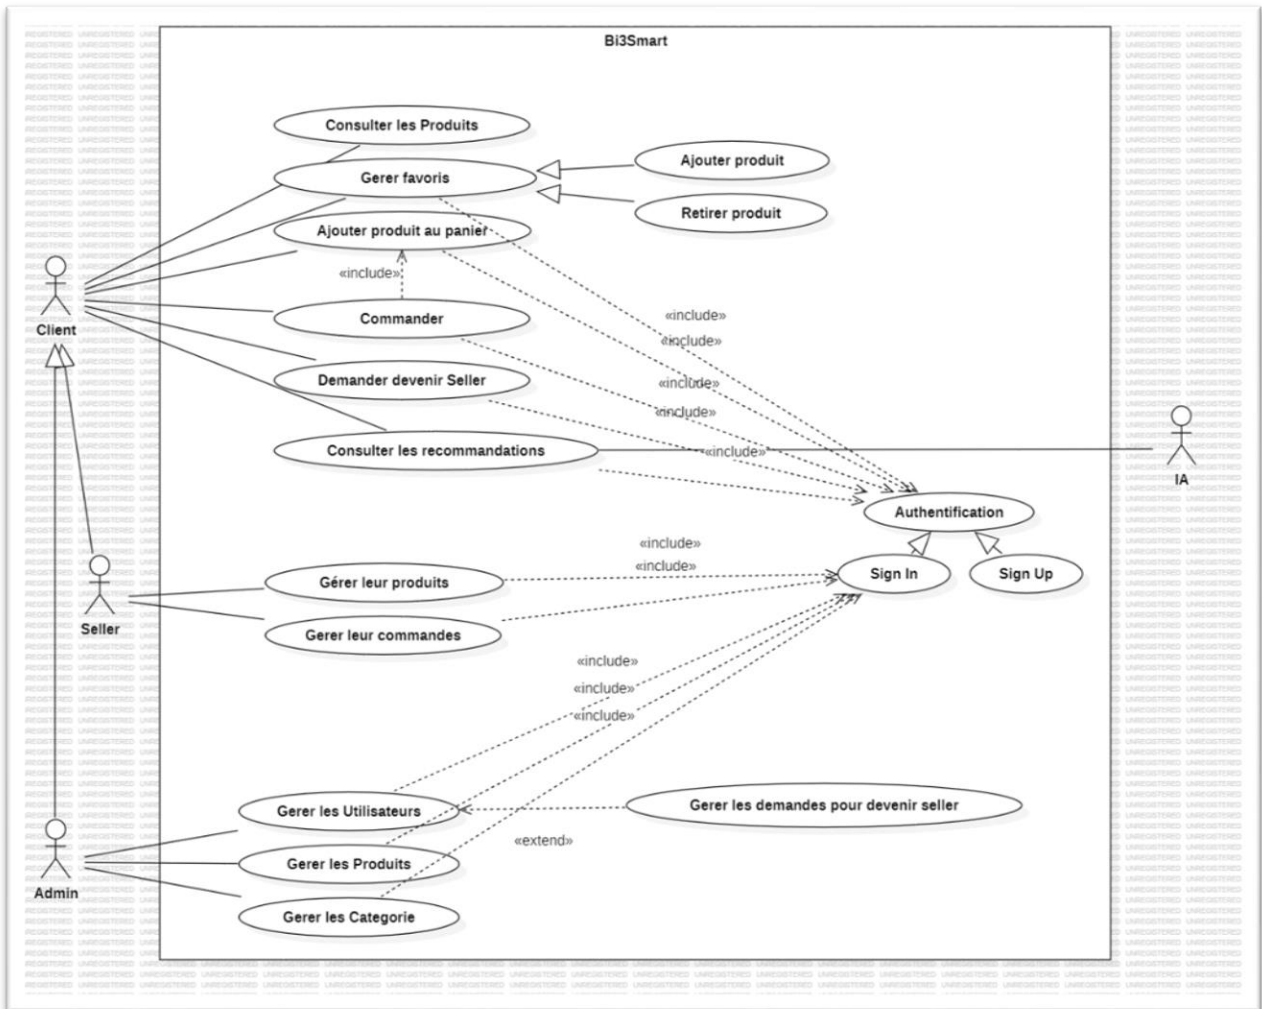 Bi3Smart
Consulter les Produits
Gerer favoris
Ajouter produit
Retirer produit
Ajouter produit au panier
«include»
Commander
Client
Demander devenir Seller
«include»
«include»
«include»
«include»
Consulter les recommandations
«include»
IA
Authentification
Sign In
Sign Up
«include»
«include»
Gérer leur produits
Gerer leur commandes
Seller
«include»
«include»
«include»
Gerer les Utilisateurs
Gerer les demandes pour devenir seller
«extend»
Gerer les Produits
Admin
Gerer les Categorie
UNREGISTERED